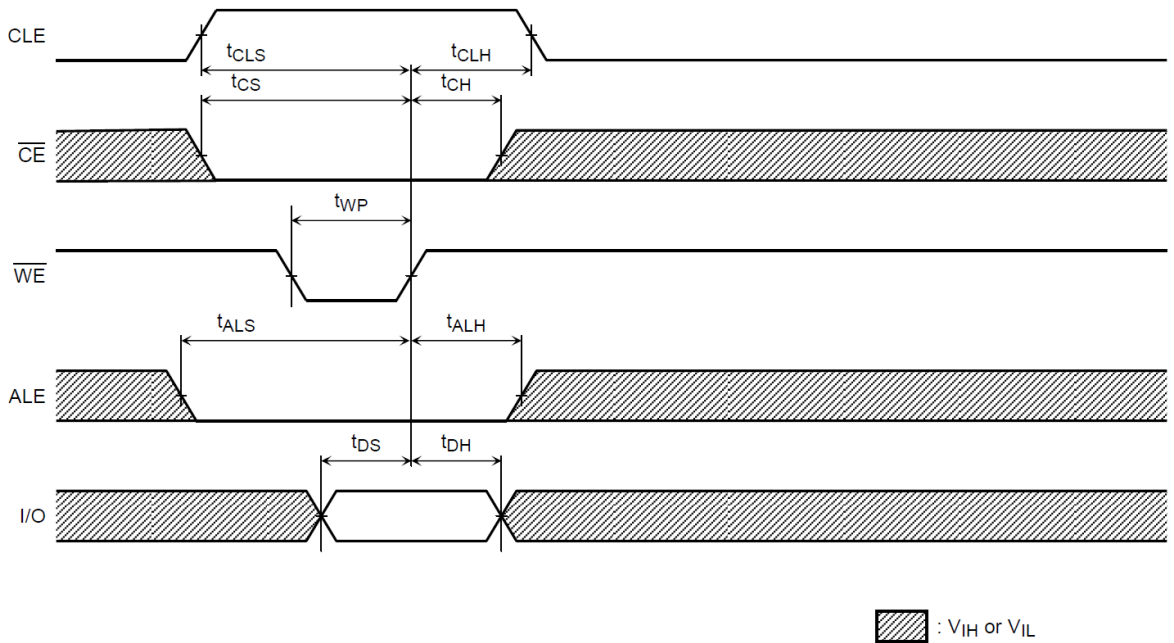 CLE
tCLS tCLH
tCS tCH
CE
tWP
WE
tALS tALH
ALE
tDS tDH
I/O
: VIH or VIL